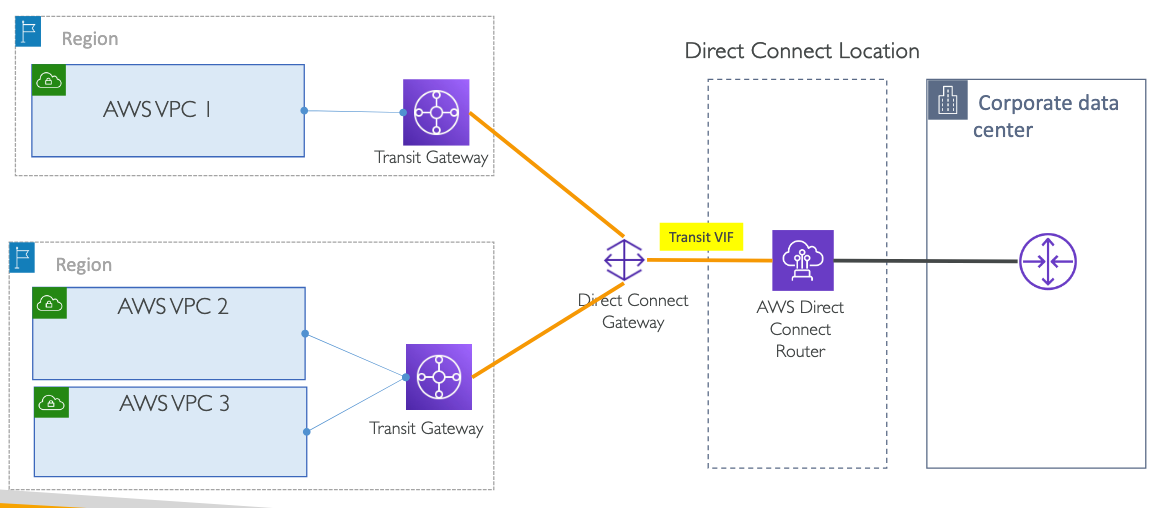 Region
AWS VPC 1
Transit Gateway
Region
AWS VPC 2
AWS VPC 3
Transit Gateway
Direct Connect
Gateway
Transit VIF
Direct Connect Location
AWS Direct
Connect
Router
Corporate data
center